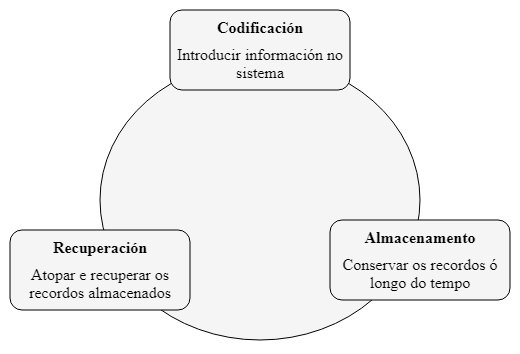 Codificación
Introducir información no
sistema
Recuperación
Atopar e recuperar os
recordos almacenados
Almacenamento
Conservar os recordos ó
longo do tempo